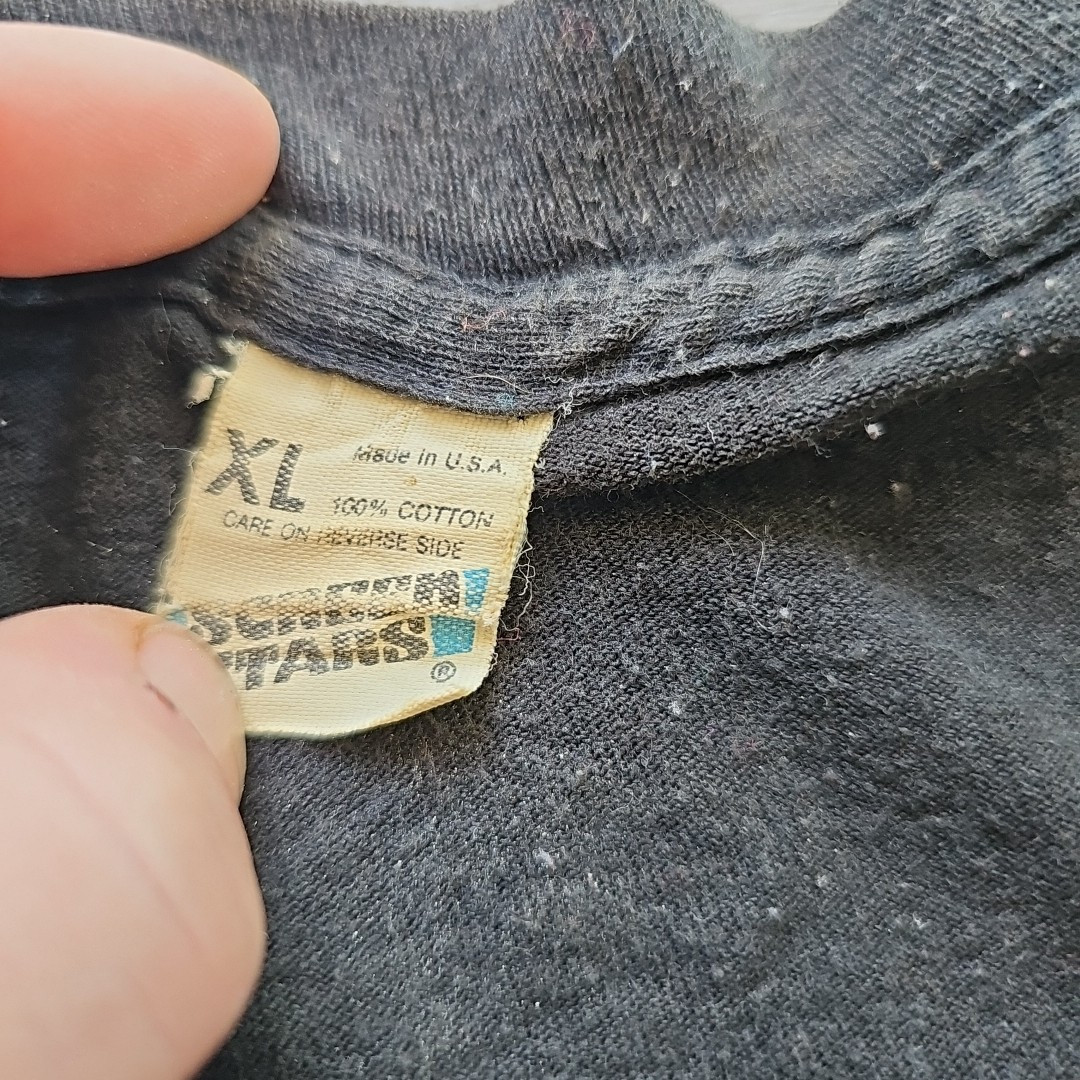 XL
Made in U.S.A.
100% COTTON
CARE ON REVERSE SIDE
SCREEN
STARS
®